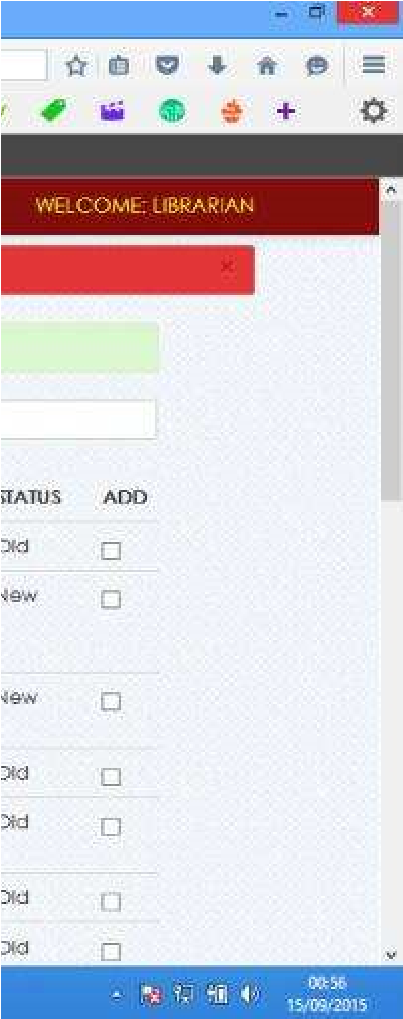 WELCOME: LIBRARIAN
STATUS ADD
Old
New
New
Old
Old
Old
Old
00:56
15/09/2015